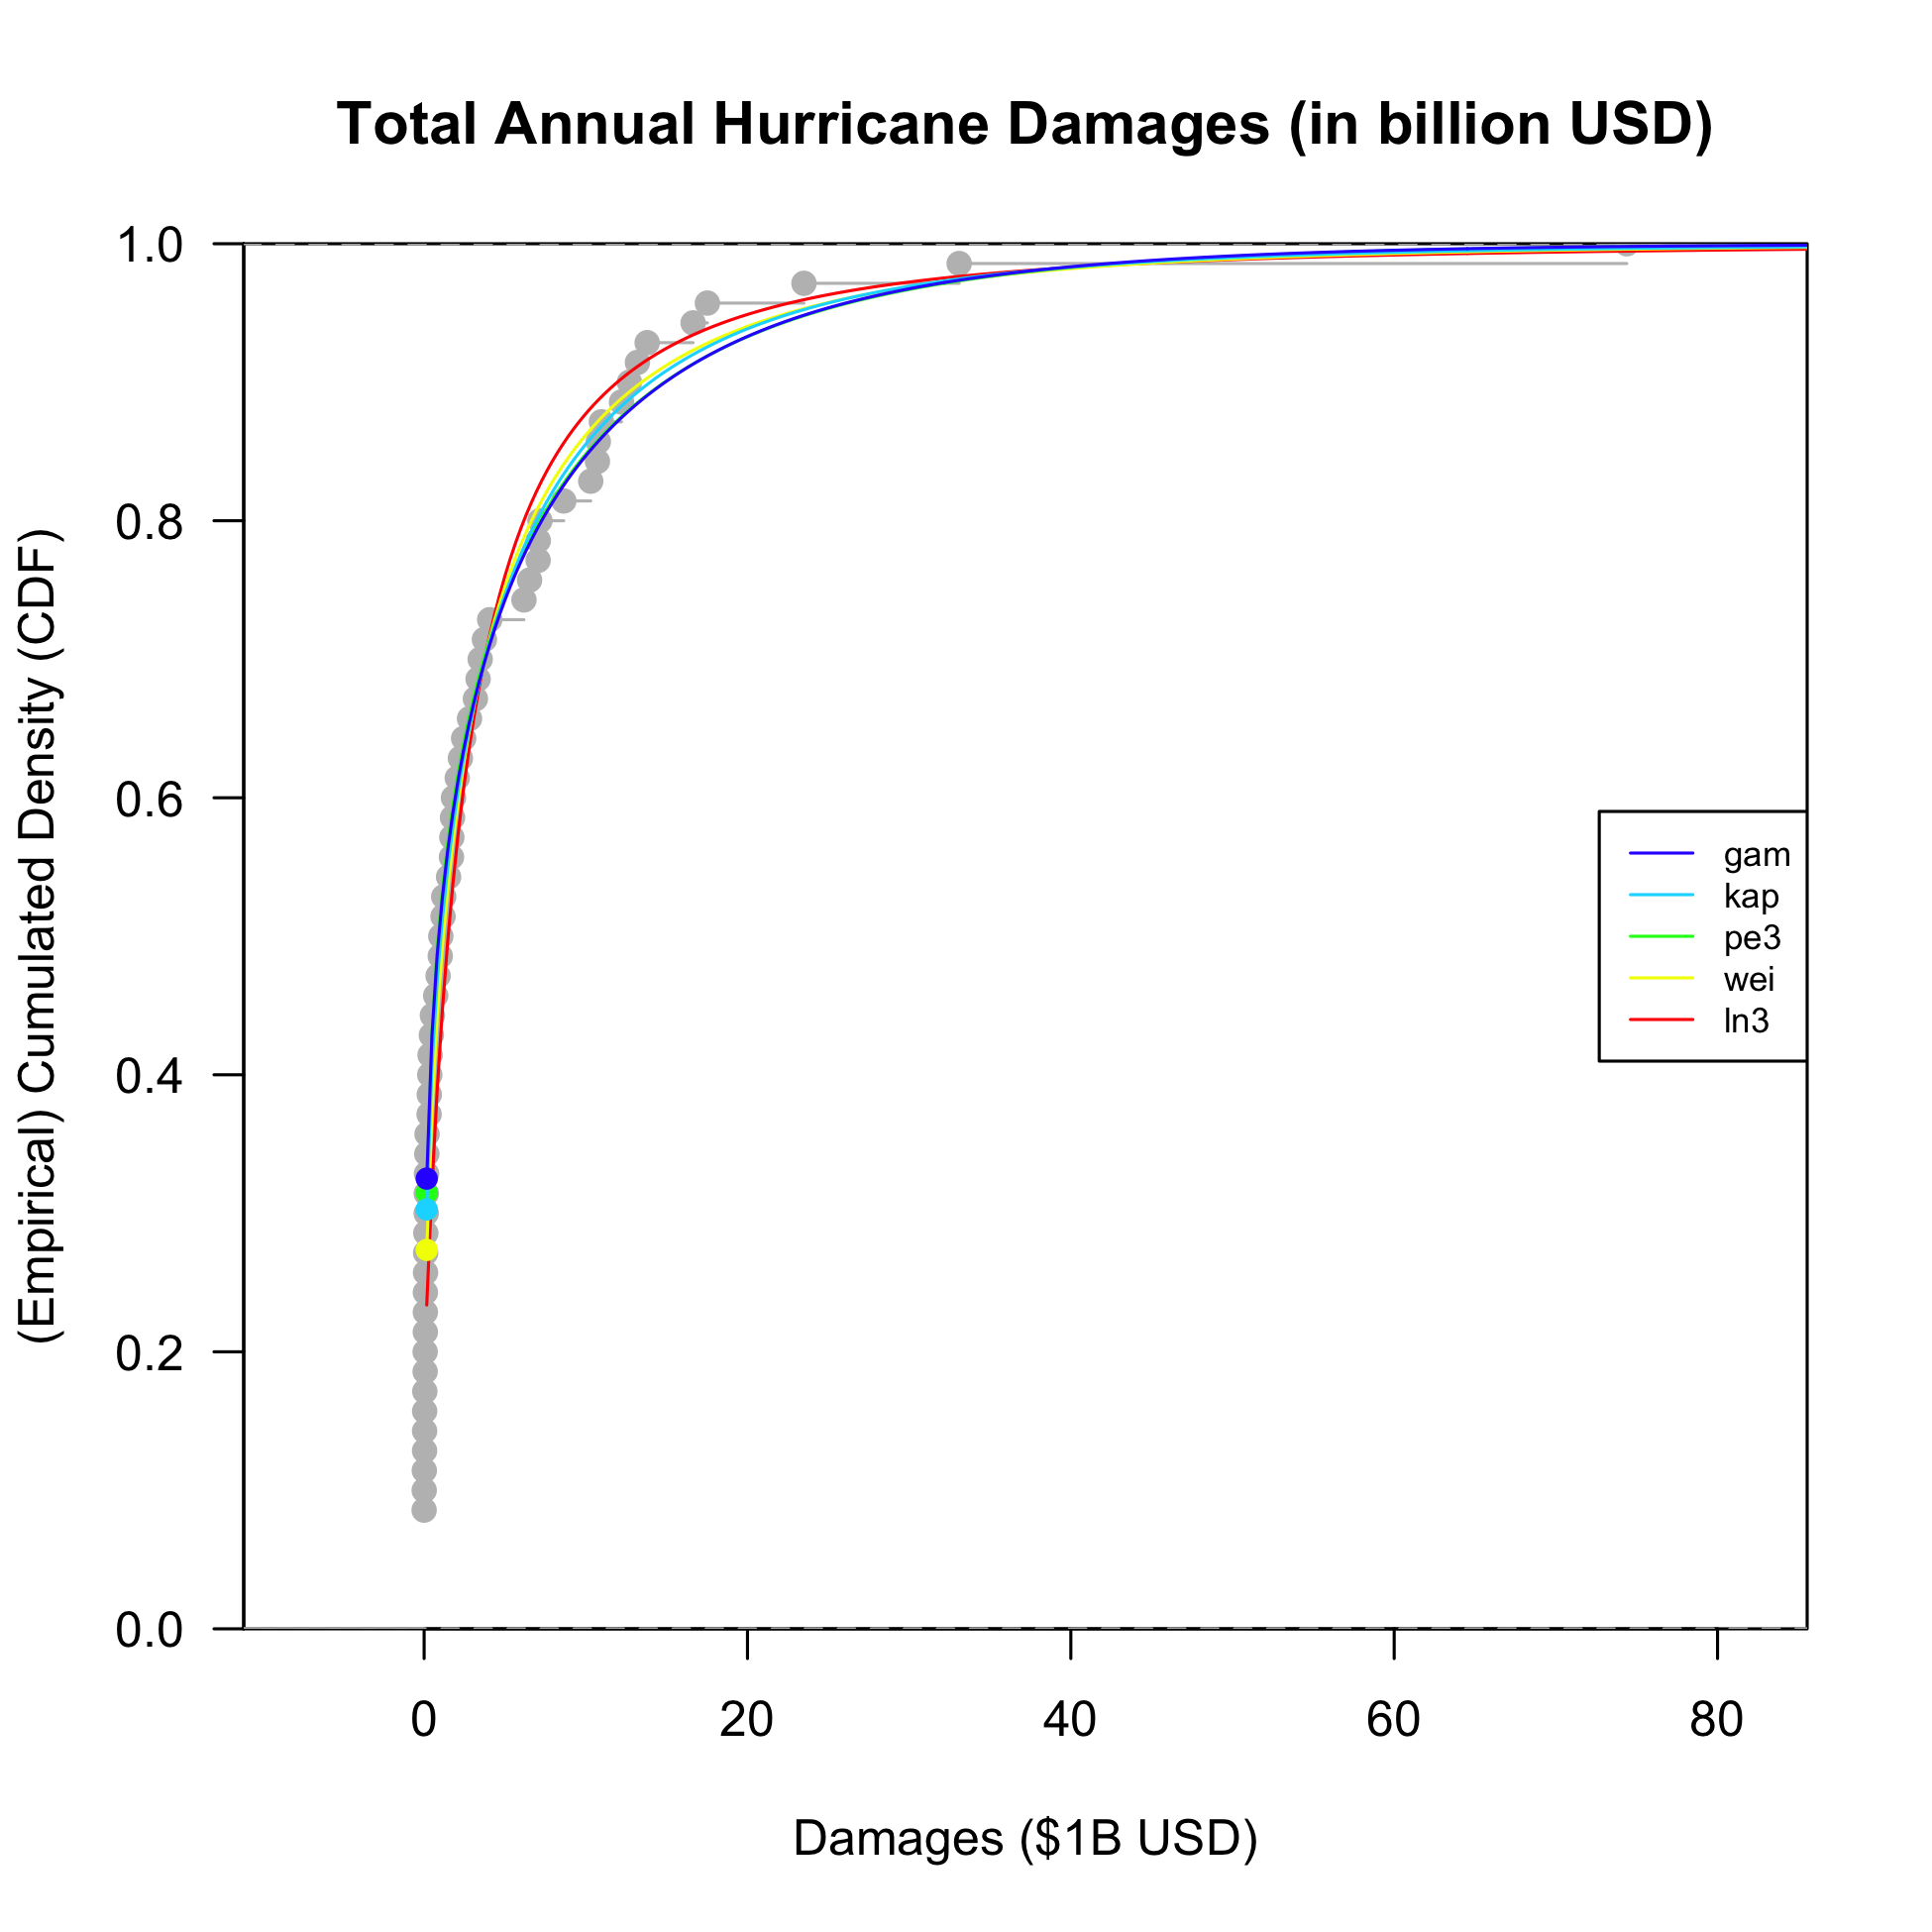 Total Annual Hurricane Damages (in billion USD)
(Empirical) Cumulated Density (CDF)
1.0
0.8
0.6
0.4
0.2
0.0
gam
kap
pe3
wei
ln3
0 20 40 60 80
Damages ($1B USD)